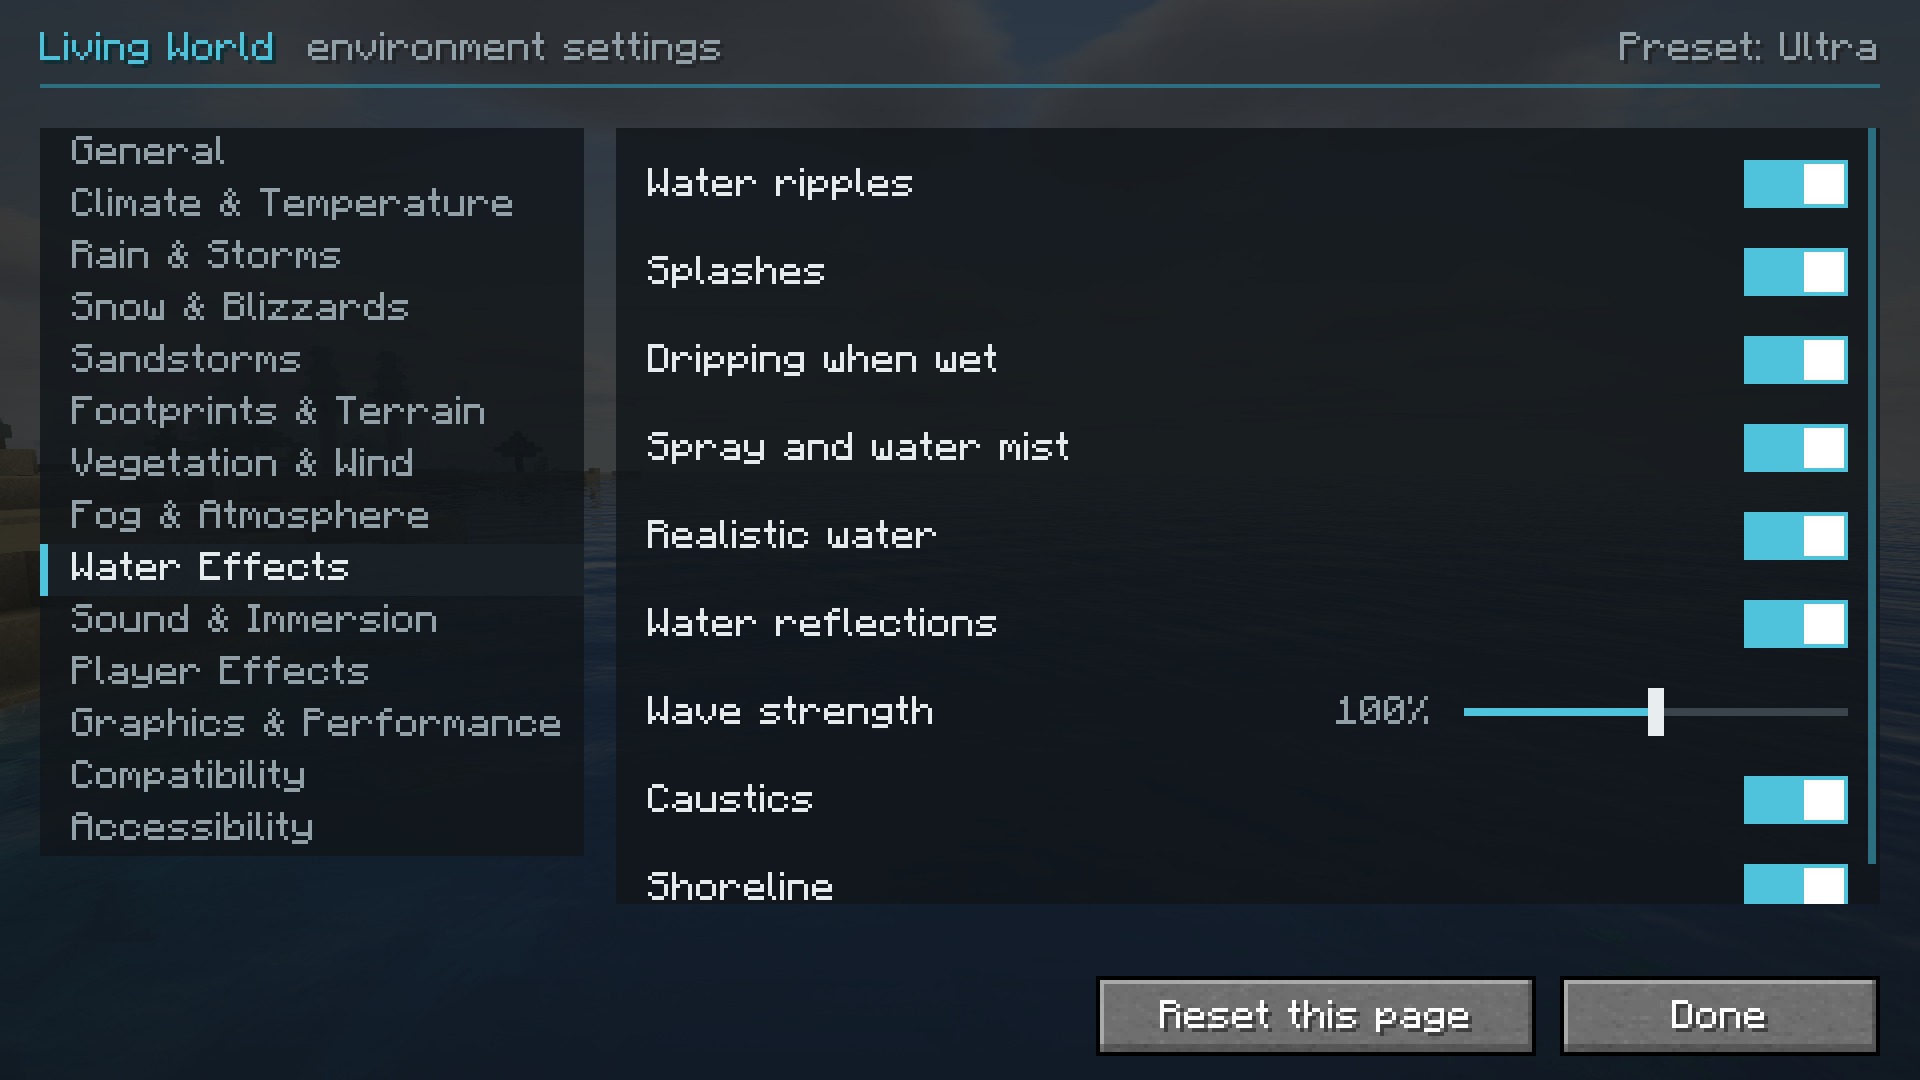 Living World environment settings
Preset: Ultra
General
Climate & Temperature
Rain & Storms
Snow & Blizzards
Sandstorms
Footprints & Terrain
Vegetation & Wind
Fog & Atmosphere
Water Effects
Sound & Immersion
Player Effects
Graphics & Performance
Compatibility
Accessibility
Water ripples
Splashes
Dripping when wet
Spray and water mist
Realistic water
Water reflections
Wave strength 100%
Caustics
Shoreline
Reset this page
Done